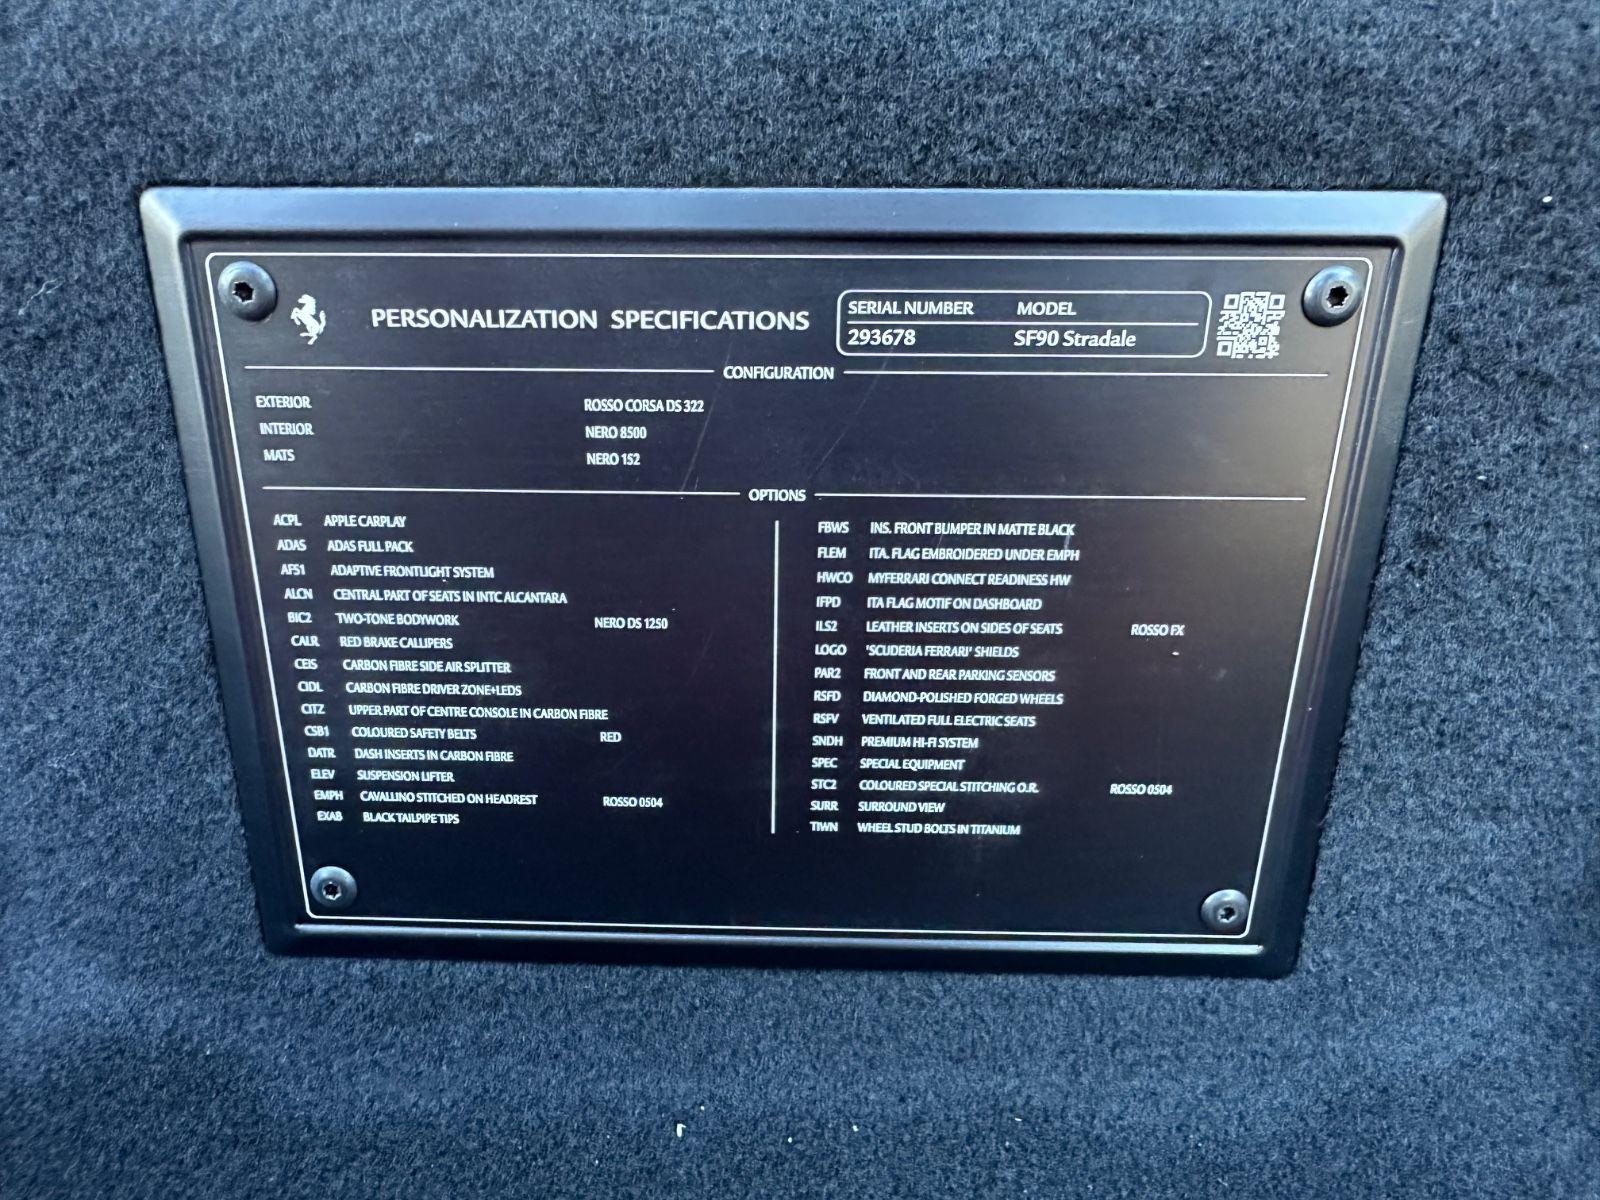 PERSONALIZATION SPECIFICATIONS
SERIAL NUMBER MODEL
293678 SF90 Stradale
CONFIGURATION
EXTERIOR ROSSO CORSA DS 322
INTERIOR NERO 8500
MATS NERO 152
OPTIONS
ACPL APPLE CARPLAY
ADAS ADAS FULL PACK
AFS1 ADAPTIVE FRONTLIGHT SYSTEM
ALCN CENTRAL PART OF SEATS IN INTC ALCANTARA
BIC2 TWO-TONE BODYWORK NERO DS 1250
CALR RED BRAKE CALLIPERS
CEIS CARBON FIBRE SIDE AIR SPLITTER
CIDL CARBON FIBRE DRIVER ZONE+LEDS
CITZ UPPER PART OF CENTRE CONSOLE IN CARBON FIBRE
CSB1 COLOURED SAFETY BELTS RED
DATR DASH INSERTS IN CARBON FIBRE
ELEV SUSPENSION LIFTER
EMPH CAVALLINO STITCHED ON HEADREST ROSSO 0504
EXAB BLACK TAILPIPE TIPS
FBWS INS. FRONT BUMPER IN MATTE BLACK
FLEM ITA. FLAG EMBROIDERED UNDER EMPH
HWCO MYFERRARI CONNECT READINESS HW
IFPD ITA FLAG MOTIF ON DASHBOARD
ILS2 LEATHER INSERTS ON SIDES OF SEATS ROSSO FX
LOGO 'SCUDERIA FERRARI' SHIELDS
PAR2 FRONT AND REAR PARKING SENSORS
RSFD DIAMOND-POLISHED FORGED WHEELS
RSFV VENTILATED FULL ELECTRIC SEATS
SNDH PREMIUM HI-FI SYSTEM
SPEC SPECIAL EQUIPMENT
STC2 COLOURED SPECIAL STITCHING O.R. ROSSO 0504
SURR SURROUND VIEW
TIWN WHEEL STUD BOLTS IN TITANIUM